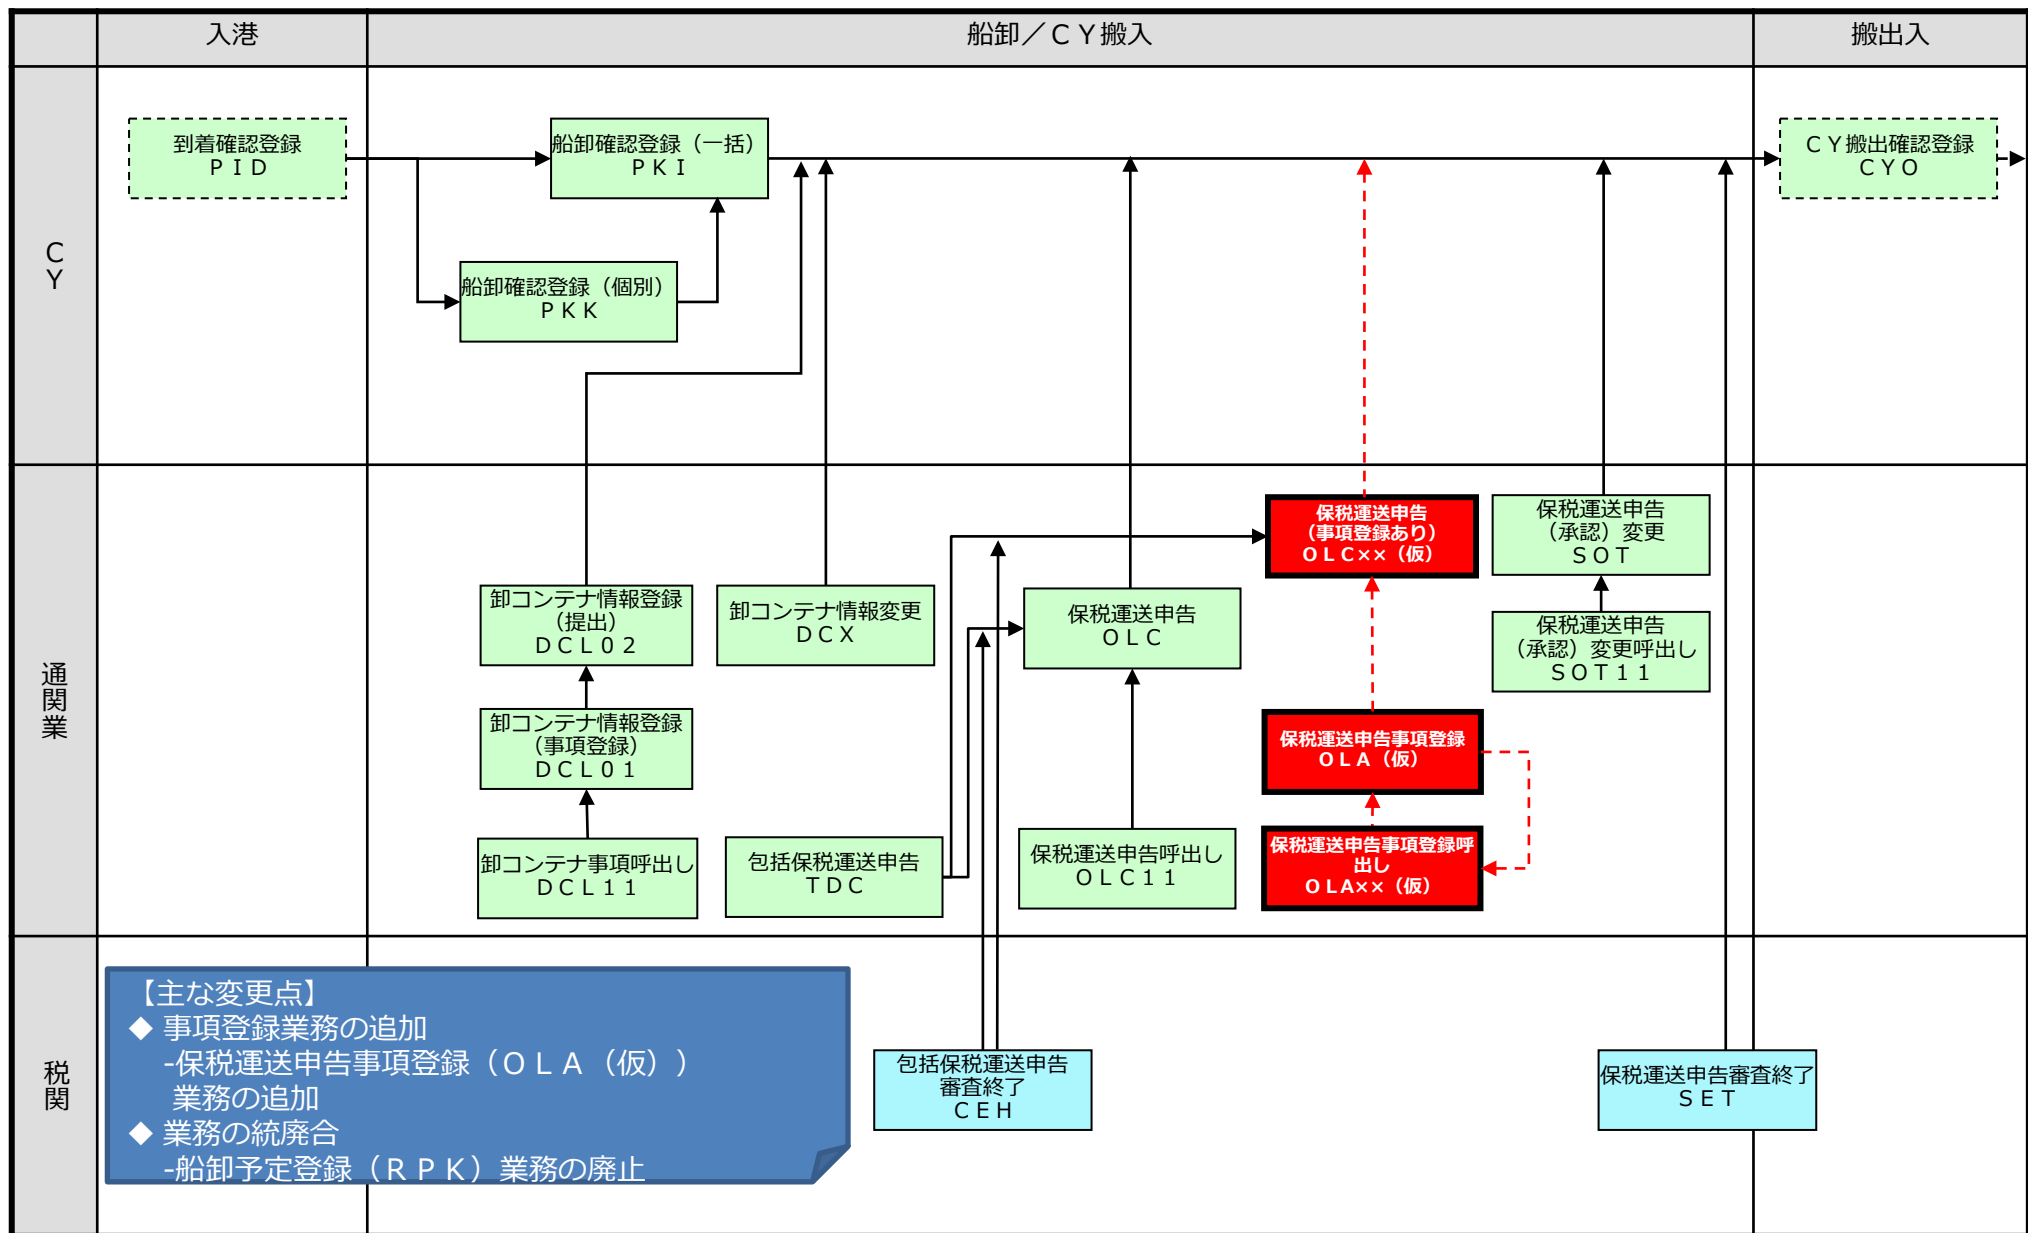 入港
船卸／ＣＹ搬入
搬出入
ＣＹ
到着確認登録
ＰＩＤ
船卸確認登録（一括）
ＰＫＩ
ＣＹ搬出確認登録
ＣＹＯ
船卸確認登録（個別）
ＰＫＫ
通関業
保税運送申告
（事項登録あり）
ＯＬＣ××（仮）
保税運送申告
（承認）変更
ＳＯＴ
卸コンテナ情報登録
（提出）
ＤＣＬ０２
卸コンテナ情報変更
ＤＣＸ
保税運送申告
ＯＬＣ
保税運送申告
（承認）変更呼出し
ＳＯＴ１１
卸コンテナ情報登録
（事項登録）
ＤＣＬ０１
保税運送申告事項登録
ＯＬＡ（仮）
卸コンテナ事項呼出し
ＤＣＬ１１
包括保税運送申告
ＴＤＣ
保税運送申告呼出し
ＯＬＣ１１
保税運送申告事項登録呼
出し
ＯＬＡ××（仮）
税関
【主な変更点】
◆ 事項登録業務の追加
-保税運送申告事項登録（ＯＬＡ（仮））
業務の追加
◆ 業務の統廃合
-船卸予定登録（ＲＰＫ）業務の廃止
包括保税運送申告
審査終了
ＣＥＨ
保税運送申告審査終了
ＳＥＴ